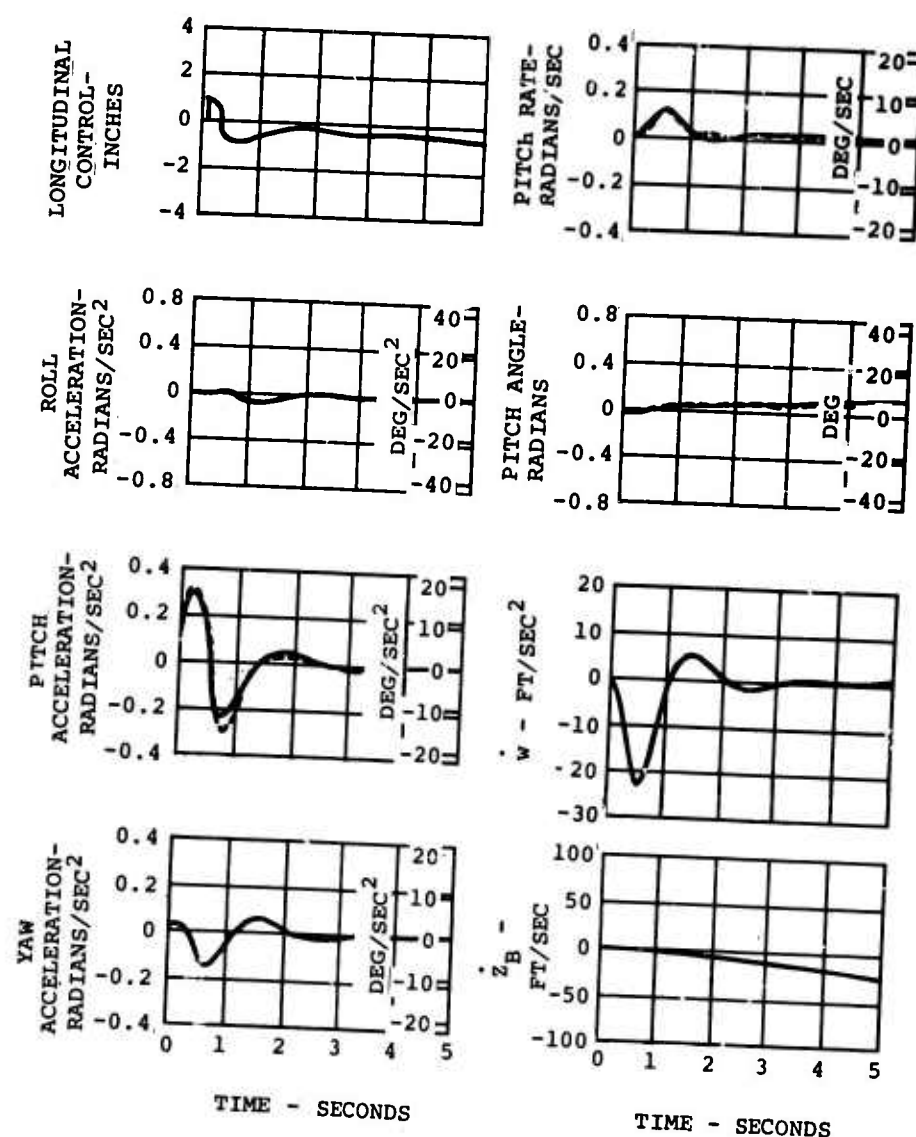 LONGITUDINAL
CONTROL-
INCHES
4
2
0
-2
-4
PITCh RATE-
RADIANS/SEC
0.4
0.2
0
-0.2
-0.4
DEG/SEC
20
10
0
-10
-20
ROLL
ACCELERATION-
RADIANS/SEC2
0.8
0.4
0
-0.4
-0.8
DEG/SEC2
40
20
0
-20
-40
PITCH ANGLE-
RADIANS
0.8
0.4
0
-0.4
-0.8
DEG
40
20
0
-20
-40
PITCH
ACCELERATION-
RADIANS/SEC2
0.4
0.2
0
-0.2
-0.4
DEG/SEC2
20
10
0
-10
-20
ẇ - FT/SEC2
20
10
0
-10
-20
-30
YAW
ACCELERATION-
RADIANS/SEC2
0.4
0.2
0
-0.2
-0.4
DEG/SEC2
20
10
0
-10
-20
0 1 2 3 4 5
TIME - SECONDS
ŻB -
FT/SEC
100
50
0
-50
-100
0 1 2 3 4 5
TIME - SECONDS